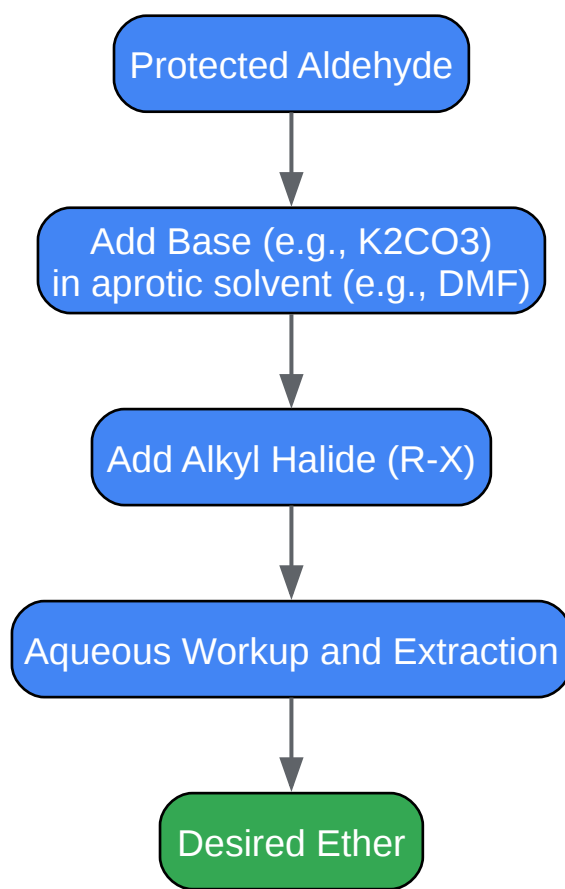 Protected Aldehyde
Add Base (e.g., K2CO3)
in aprotic solvent (e.g., DMF)
Add Alkyl Halide (R-X)
Aqueous Workup and Extraction
Desired Ether